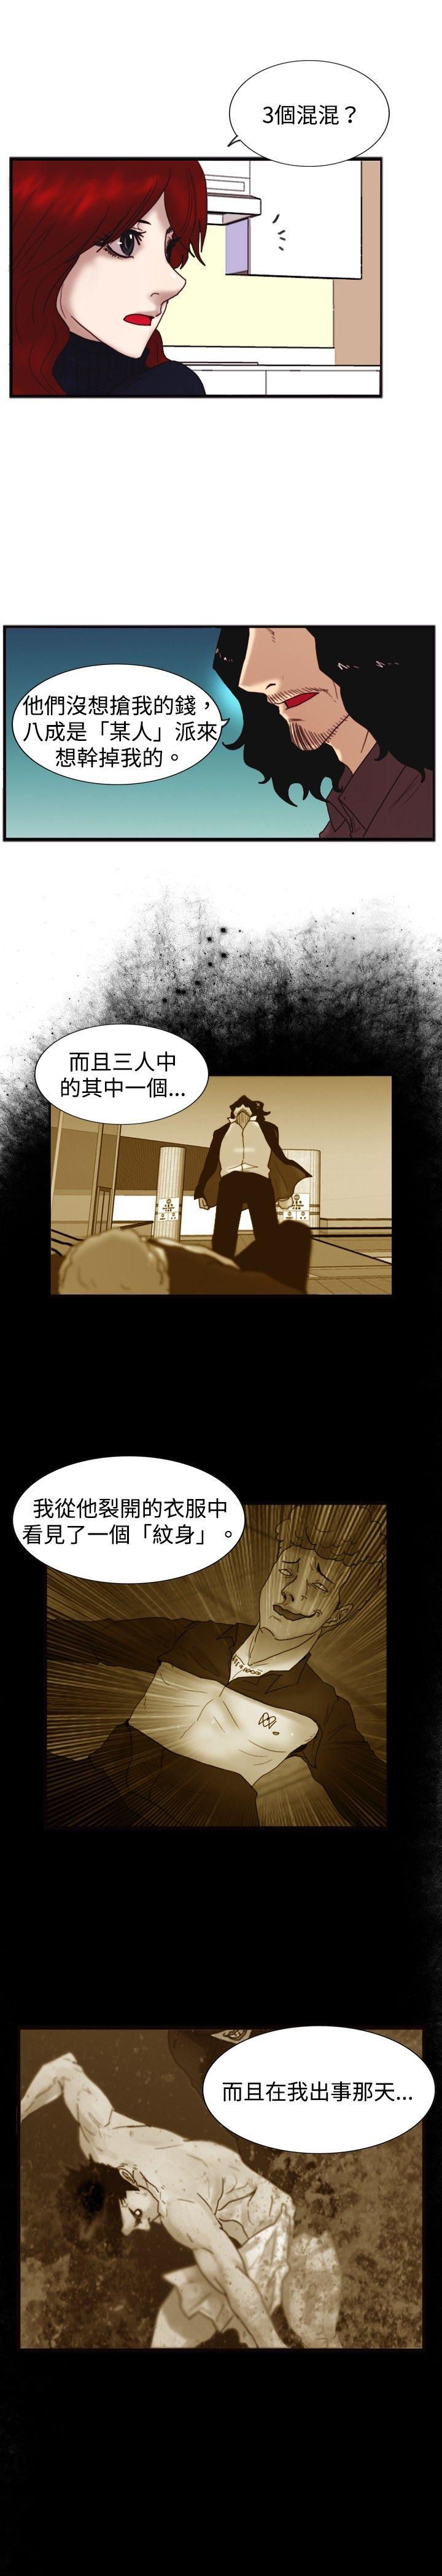 3個混混？
他們沒想搶我的錢，
八成是「某人」派來
想幹掉我的。
而且三人中
的其中一個...
我從他裂開的衣服中
看見了一個「紋身」。
而且在我出事那天...